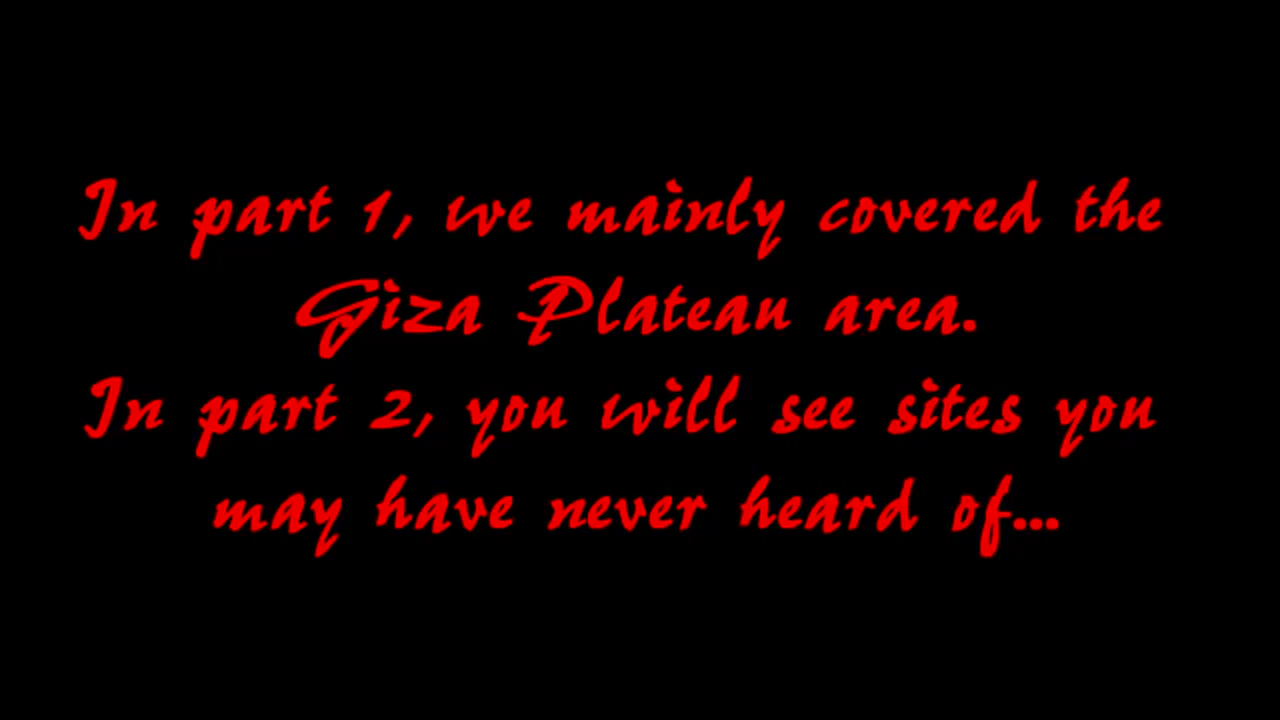 In part 1, we mainly covered the
Giza Plateau area.
In part 2, you will see sites you
may have never heard of...